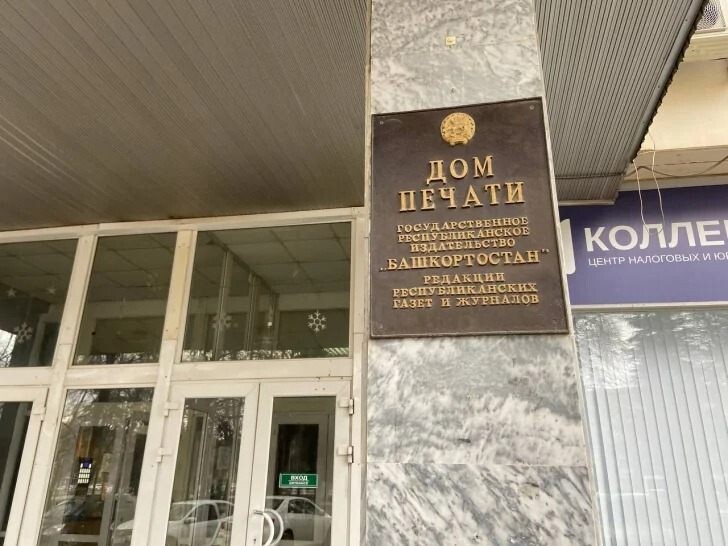 ДОМ
ПЕЧАТИ
ГОСУДАРСТВЕННОЕ
РЕСПУБЛИКАНСКОЕ
ИЗДАТЕЛЬСТВО
„БАШКОРТОСТАН"
РЕДАКЦИИ
РЕСПУБЛИКАНСКИХ
ГАЗЕТ И ЖУРНАЛОВ
КОЛЛЕ
ЦЕНТР НАЛОГОВЫХ И Ю
ВХОД